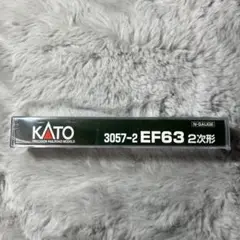 N-GAUGE
KATO
PRECISION RAILROAD MODELS
3057-2 EF63 2次形